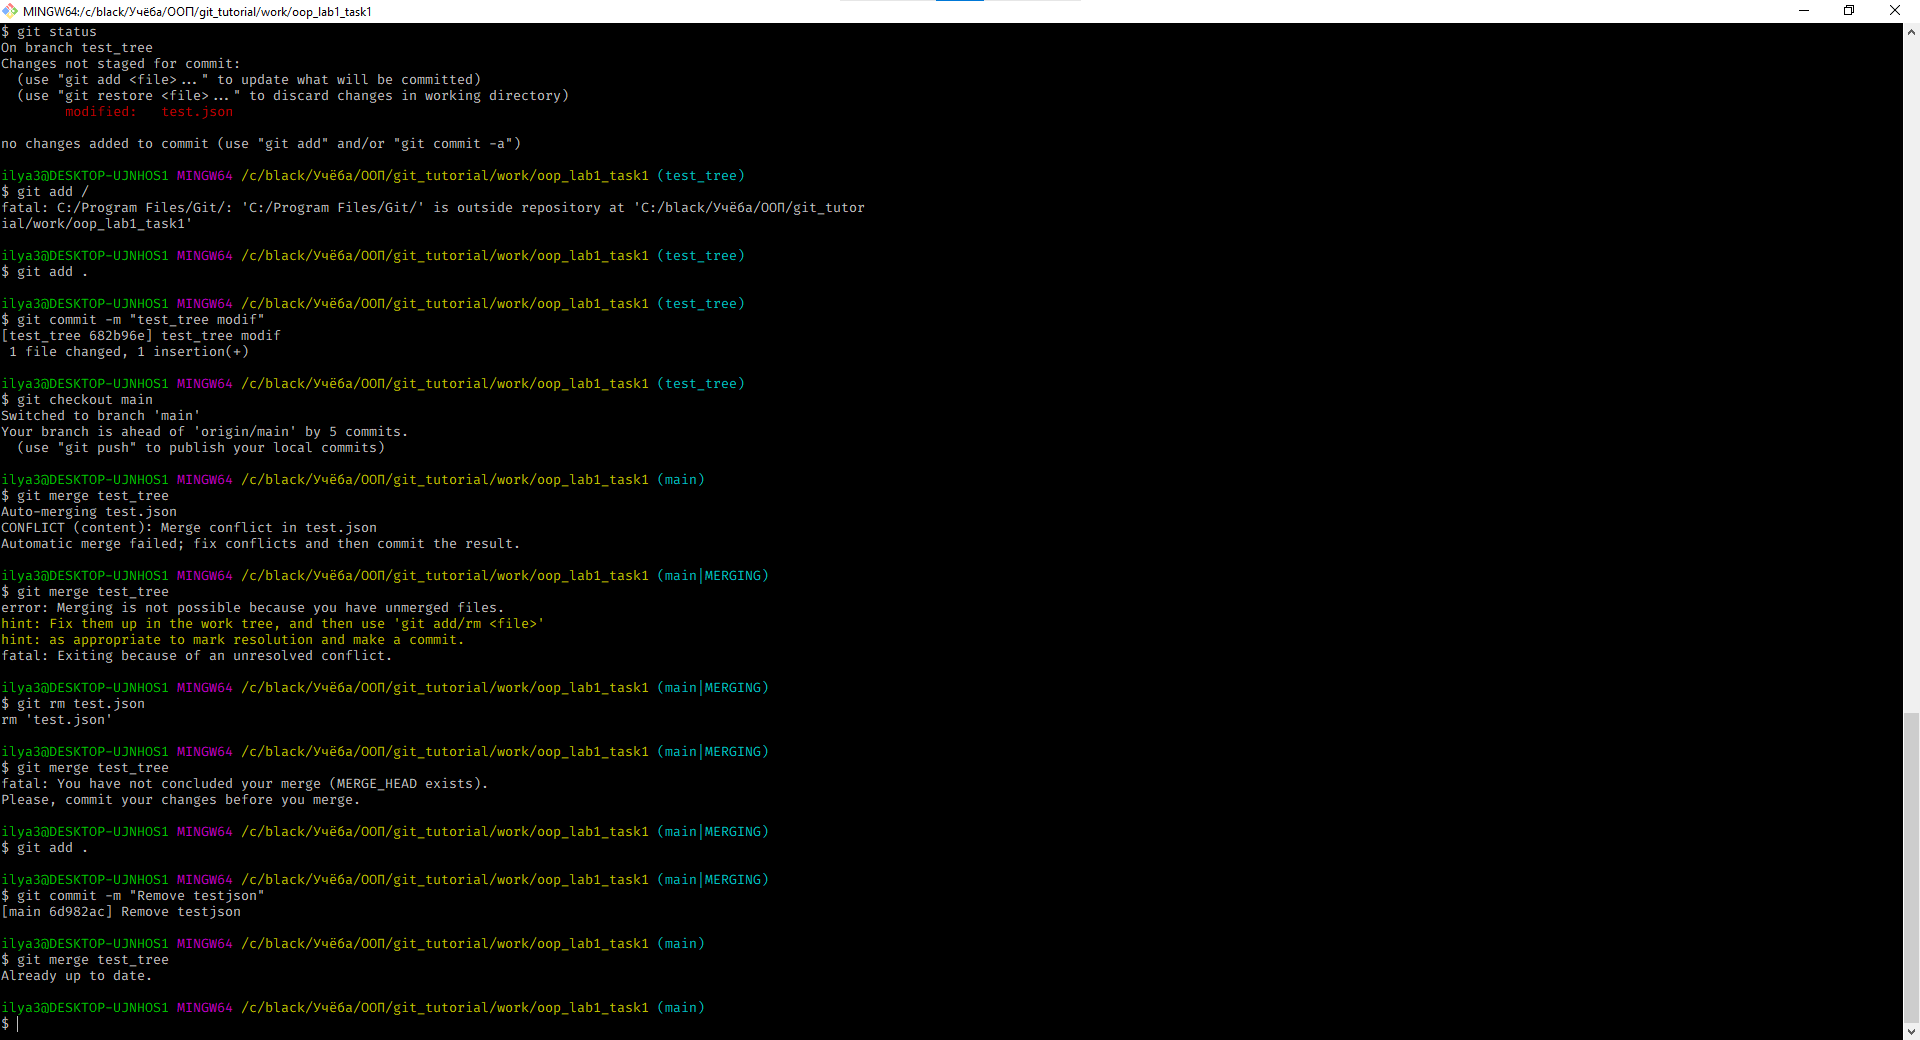 MINGW64:/c/black/Учёба/ООП/git_tutorial/work/oop_lab1_task1
$ git status
On branch test_tree
Changes not staged for commit:
  (use "git add <file>..." to update what will be committed)
  (use "git restore <file>..." to discard changes in working directory)
        modified:   test.json

no changes added to commit (use "git add" and/or "git commit -a")

ilya3@DESKTOP-UJNHOS1 MINGW64 /c/black/Учёба/ООП/git_tutorial/work/oop_lab1_task1 (test_tree)
$ git add /
fatal: C:/Program Files/Git/: 'C:/Program Files/Git/' is outside repository at 'C:/black/Учёба/ООП/git_tutor
ial/work/oop_lab1_task1'

ilya3@DESKTOP-UJNHOS1 MINGW64 /c/black/Учёба/ООП/git_tutorial/work/oop_lab1_task1 (test_tree)
$ git add .

ilya3@DESKTOP-UJNHOS1 MINGW64 /c/black/Учёба/ООП/git_tutorial/work/oop_lab1_task1 (test_tree)
$ git commit -m "test_tree modif"
[test_tree 682b96e] test_tree modif
 1 file changed, 1 insertion(+)

ilya3@DESKTOP-UJNHOS1 MINGW64 /c/black/Учёба/ООП/git_tutorial/work/oop_lab1_task1 (test_tree)
$ git checkout main
Switched to branch 'main'
Your branch is ahead of 'origin/main' by 5 commits.
  (use "git push" to publish your local commits)

ilya3@DESKTOP-UJNHOS1 MINGW64 /c/black/Учёба/ООП/git_tutorial/work/oop_lab1_task1 (main)
$ git merge test_tree
Auto-merging test.json
CONFLICT (content): Merge conflict in test.json
Automatic merge failed; fix conflicts and then commit the result.

ilya3@DESKTOP-UJNHOS1 MINGW64 /c/black/Учёба/ООП/git_tutorial/work/oop_lab1_task1 (main|MERGING)
$ git merge test_tree
error: Merging is not possible because you have unmerged files.
hint: Fix them up in the work tree, and then use 'git add/rm <file>'
hint: as appropriate to mark resolution and make a commit.
fatal: Exiting because of an unresolved conflict.

ilya3@DESKTOP-UJNHOS1 MINGW64 /c/black/Учёба/ООП/git_tutorial/work/oop_lab1_task1 (main|MERGING)
$ git rm test.json
rm 'test.json'

ilya3@DESKTOP-UJNHOS1 MINGW64 /c/black/Учёба/ООП/git_tutorial/work/oop_lab1_task1 (main|MERGING)
$ git merge test_tree
fatal: You have not concluded your merge (MERGE_HEAD exists).
Please, commit your changes before you merge.

ilya3@DESKTOP-UJNHOS1 MINGW64 /c/black/Учёба/ООП/git_tutorial/work/oop_lab1_task1 (main|MERGING)
$ git add .

ilya3@DESKTOP-UJNHOS1 MINGW64 /c/black/Учёба/ООП/git_tutorial/work/oop_lab1_task1 (main|MERGING)
$ git commit -m "Remove testjson"
[main 6d982ac] Remove testjson

ilya3@DESKTOP-UJNHOS1 MINGW64 /c/black/Учёба/ООП/git_tutorial/work/oop_lab1_task1 (main)
$ git merge test_tree
Already up to date.

ilya3@DESKTOP-UJNHOS1 MINGW64 /c/black/Учёба/ООП/git_tutorial/work/oop_lab1_task1 (main)
$